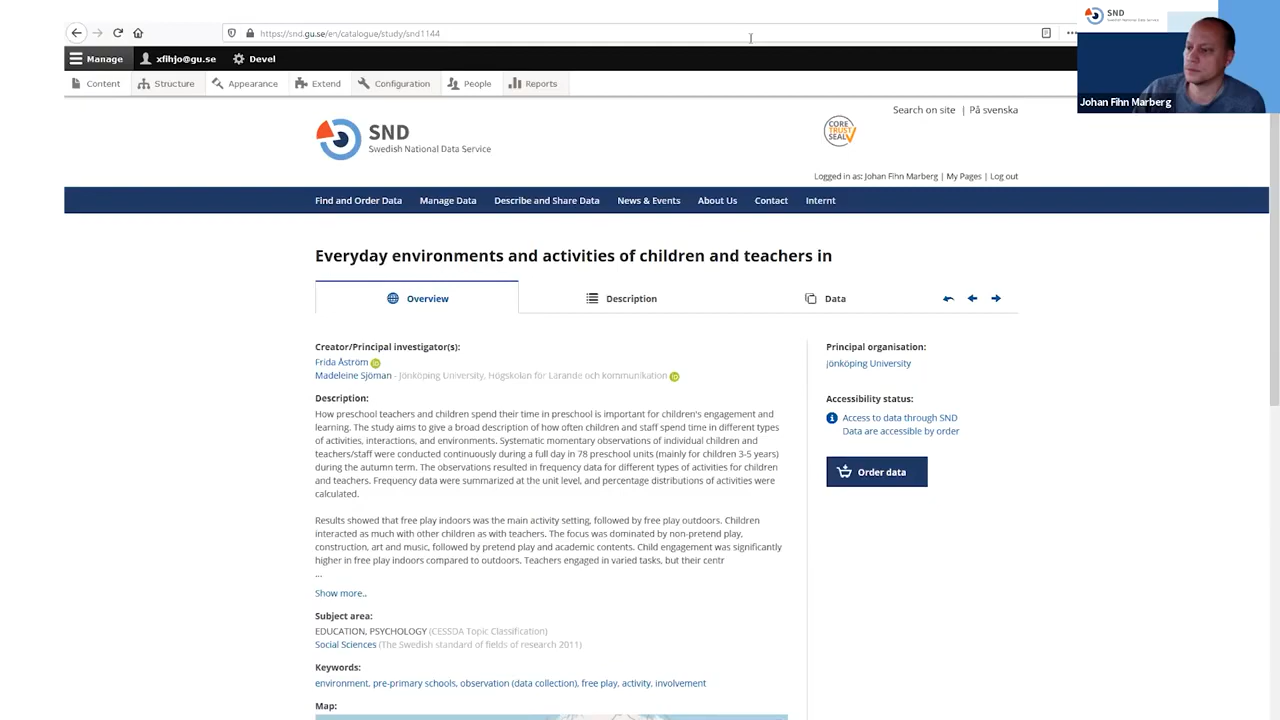 SND
Swedish National Data Service
https://snd.gu.se/en/catalogue/study/snd1144
Johan Fihn Marberg
Manage
xfihjo@gu.se
Devel
Content
Structure
Appearance
Extend
Configuration
People
Reports
Search on site | På svenska
SND
Swedish National Data Service
CORE
TRUST
SEAL
Logged in as: Johan Fihn Marberg | My Pages | Log out
Find and Order Data
Manage Data
Describe and Share Data
News & Events
About Us
Contact
Internt
Everyday environments and activities of children and teachers in
Overview
Description
Data
Creator/Principal investigator(s):
Frida Åström
Madeleine Sjöman - Jönköping University, Högskolan för Lärande och kommunikation
Description:
How preschool teachers and children spend their time in preschool is important for children's engagement and
learning. The study aims to give a broad description of how often children and staff spend time in different types
of activities, interactions, and environments. Systematic momentary observations of individual children and
teachers/staff were conducted continuously during a full day in 78 preschool units (mainly for children 3-5 years)
during the autumn term. The observations resulted in frequency data for different types of activities for children
and teachers. Frequency data were summarized at the unit level, and percentage distributions of activities were
calculated.
Results showed that free play indoors was the main activity setting, followed by free play outdoors. Children
interacted as much with other children as with teachers. The focus was dominated by non-pretend play,
construction, art and music, followed by pretend play and academic contents. Child engagement was significantly
higher in free play indoors compared to outdoors. Teachers engaged in varied tasks, but their centr
...
Show more..
Subject area:
EDUCATION, PSYCHOLOGY (CESSDA Topic Classification)
Social Sciences (The Swedish standard of fields of research 2011)
Keywords:
environment, pre-primary schools, observation (data collection), free play, activity, involvement
Map:
Principal organisation:
Jönköping University
Accessibility status:
Access to data through SND
Data are accessible by order
Order data